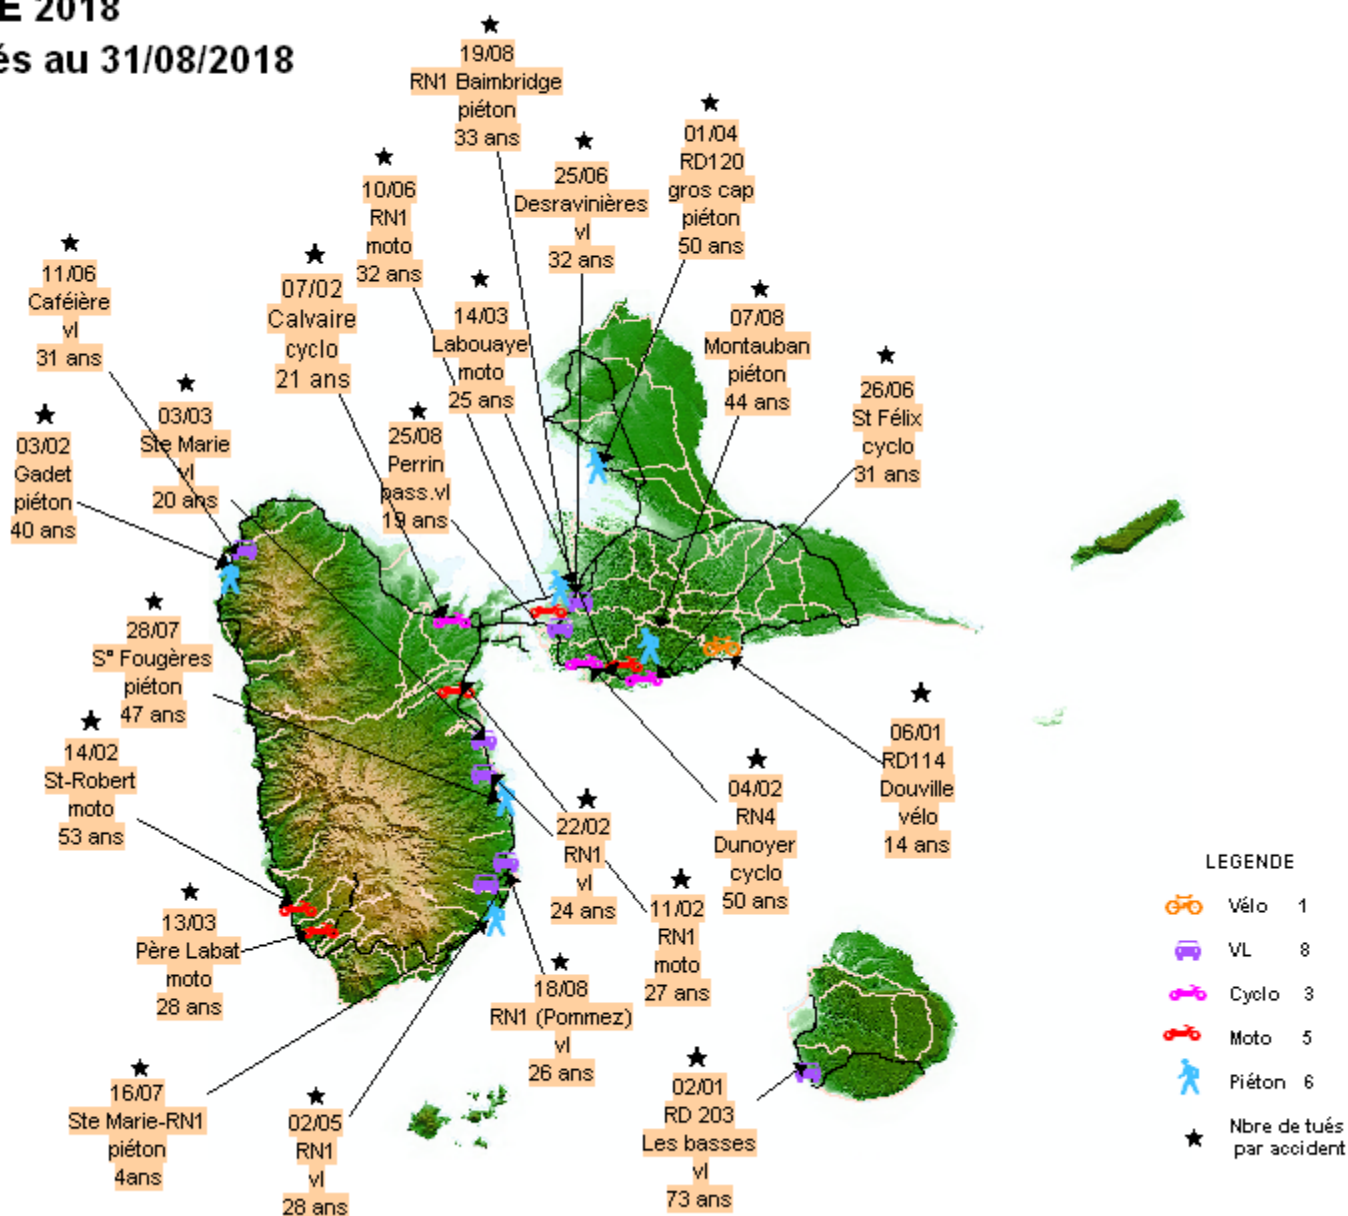 E 2018
és au 31/08/2018
19/08
RN1 Baimbridge
piéton
33 ans
01/04
RD120
gros cap
piéton
50 ans
10/06
RN1
moto
32 ans
25/06
Desravinières
vl
32 ans
11/06
Caféière
vl
31 ans
07/02
Calvaire
cyclo
21 ans
14/03
Labouaye
moto
25 ans
07/08
Montauban
piéton
44 ans
26/06
St Félix
cyclo
31 ans
03/02
Gadet
piéton
40 ans
03/03
Ste Marie
vl
20 ans
25/08
Perrin
pass.vl
19 ans
28/07
S° Fougères
piéton
47 ans
14/02
St-Robert
moto
53 ans
06/01
RD114
Douville
vélo
14 ans
04/02
RN4
Dunoyer
cyclo
50 ans
22/02
RN1
vl
24 ans
11/02
RN1
moto
27 ans
13/03
Père Labat
moto
28 ans
18/08
RN1 (Pommez)
vl
26 ans
16/07
Ste Marie-RN1
piéton
4ans
02/05
RN1
vl
28 ans
02/01
RD 203
Les basses
vl
73 ans
LEGENDE
Vélo 1
VL 8
Cyclo 3
Moto 5
Piéton 6
Nbre de tués
par accident